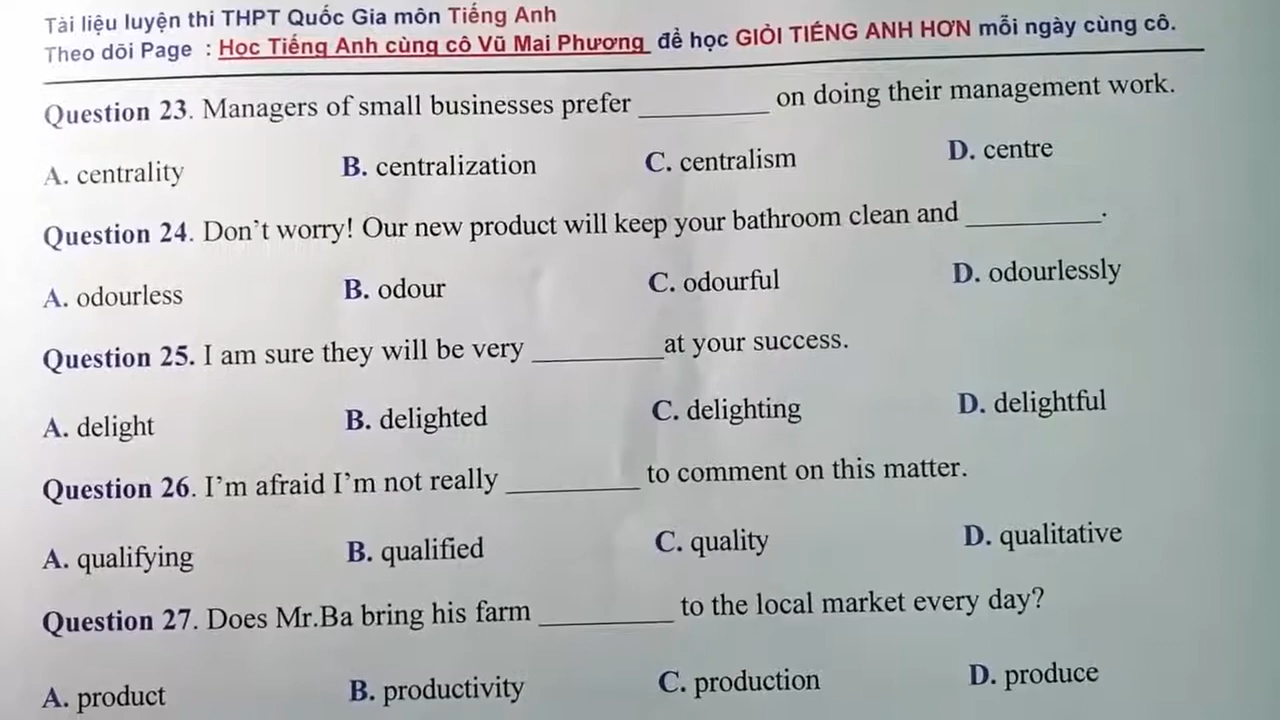 Tài liệu luyện thi THPT Quốc Gia môn Tiếng Anh
Theo dõi Page : Học Tiếng Anh cùng cô Vũ Mai Phương để học GIỎI TIẾNG ANH HƠN mỗi ngày cùng cô.
Question 23. Managers of small businesses prefer _________ on doing their management work.
A. centrality B. centralization C. centralism D. centre
Question 24. Don’t worry! Our new product will keep your bathroom clean and _________.
A. odourless B. odour C. odourful D. odourlessly
Question 25. I am sure they will be very _________at your success.
A. delight B. delighted C. delighting D. delightful
Question 26. I’m afraid I’m not really _________ to comment on this matter.
A. qualifying B. qualified C. quality D. qualitative
Question 27. Does Mr.Ba bring his farm _________ to the local market every day?
A. product B. productivity C. production D. produce